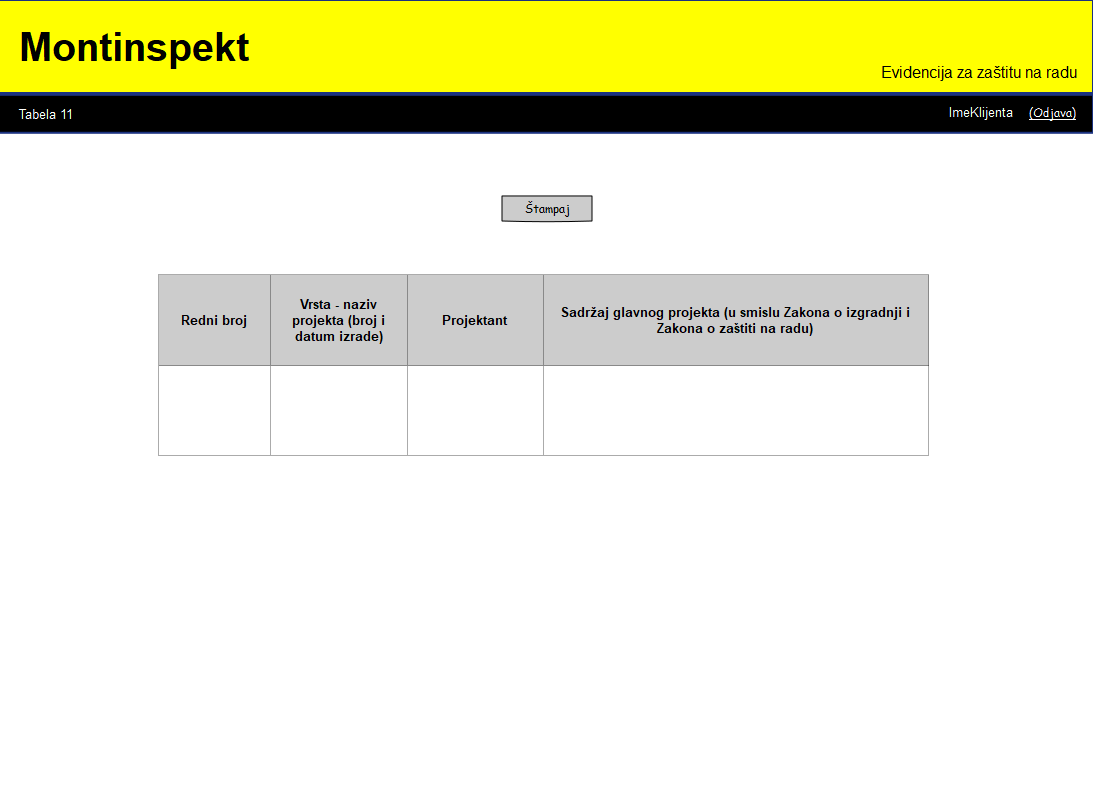 Montinspekt
Evidencija za zaštitu na radu
Tabela 11
ImeKlijenta (Odjava)
Štampaj
Redni broj
Vrsta - naziv
projekta (broj i
datum izrade)
Projektant
Sadržaj glavnog projekta (u smislu Zakona o izgradnji i
Zakona o zaštiti na radu)